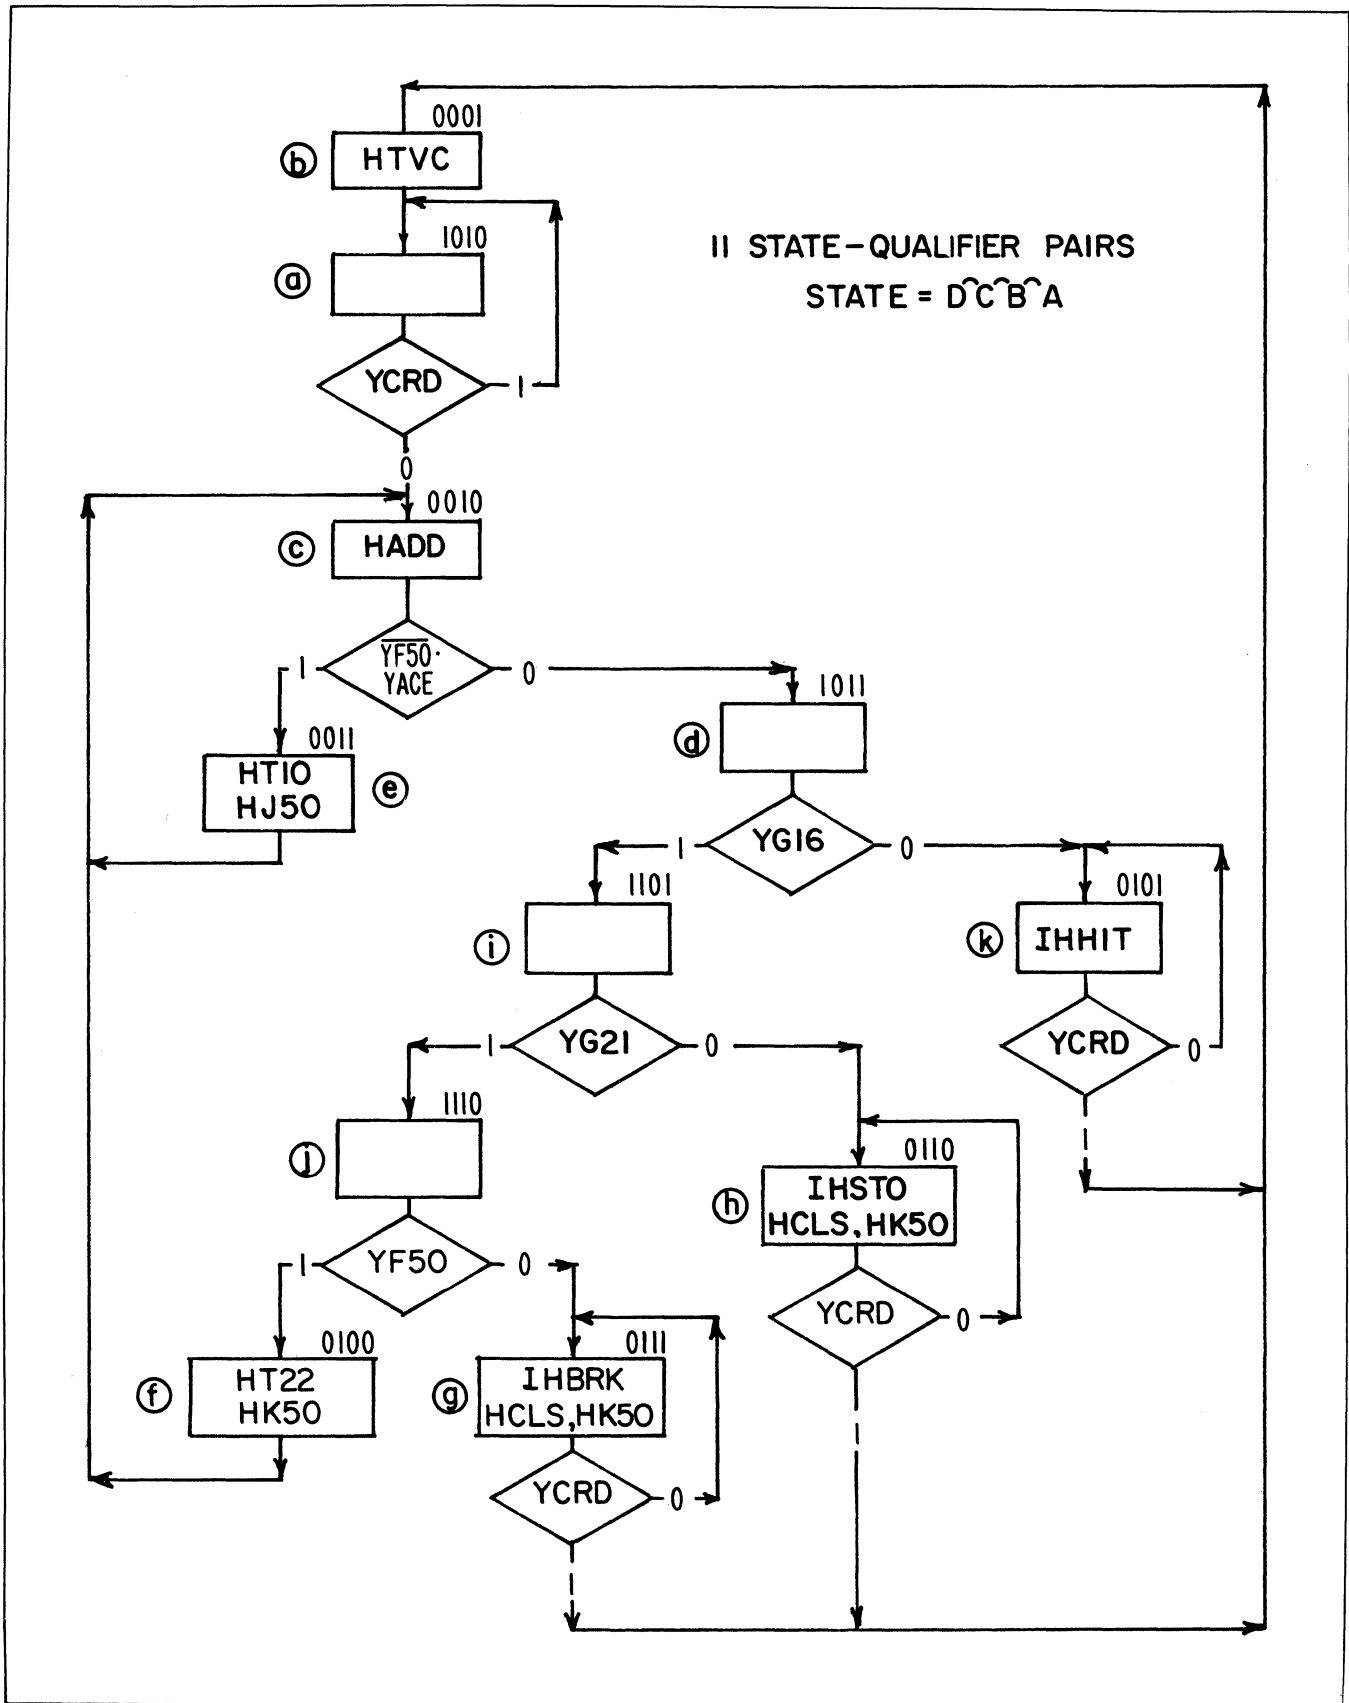 0001
b
HTVC
1010
a
YCRD
1
0
11 STATE-QUALIFIER PAIRS
STATE = D^C^B^A
0010
c
HADD
YF50·
YACE
1
0
0011
HT10
HJ50
e
1011
d
YG16
1
0
1101
i
YG21
1
0
0101
k
IHHIT
YCRD
0
1110
j
YF50
1
0
0110
h
IHSTO
HCLS, HK50
YCRD
0
0100
f
HT22
HK50
0111
g
IHBRK
HCLS, HK50
YCRD
0